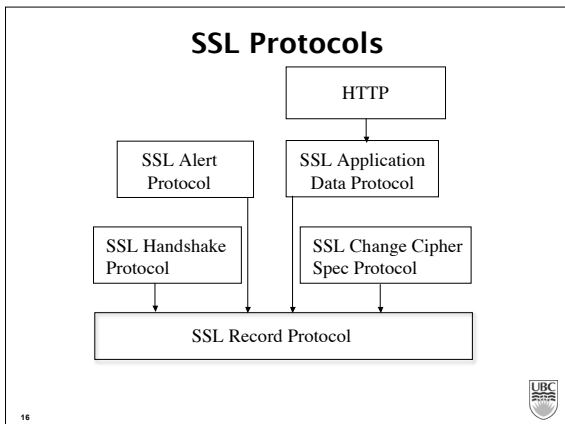 SSL Protocols
HTTP
SSL Alert
Protocol
SSL Application
Data Protocol
SSL Handshake
Protocol
SSL Change Cipher
Spec Protocol
SSL Record Protocol
UBC
16